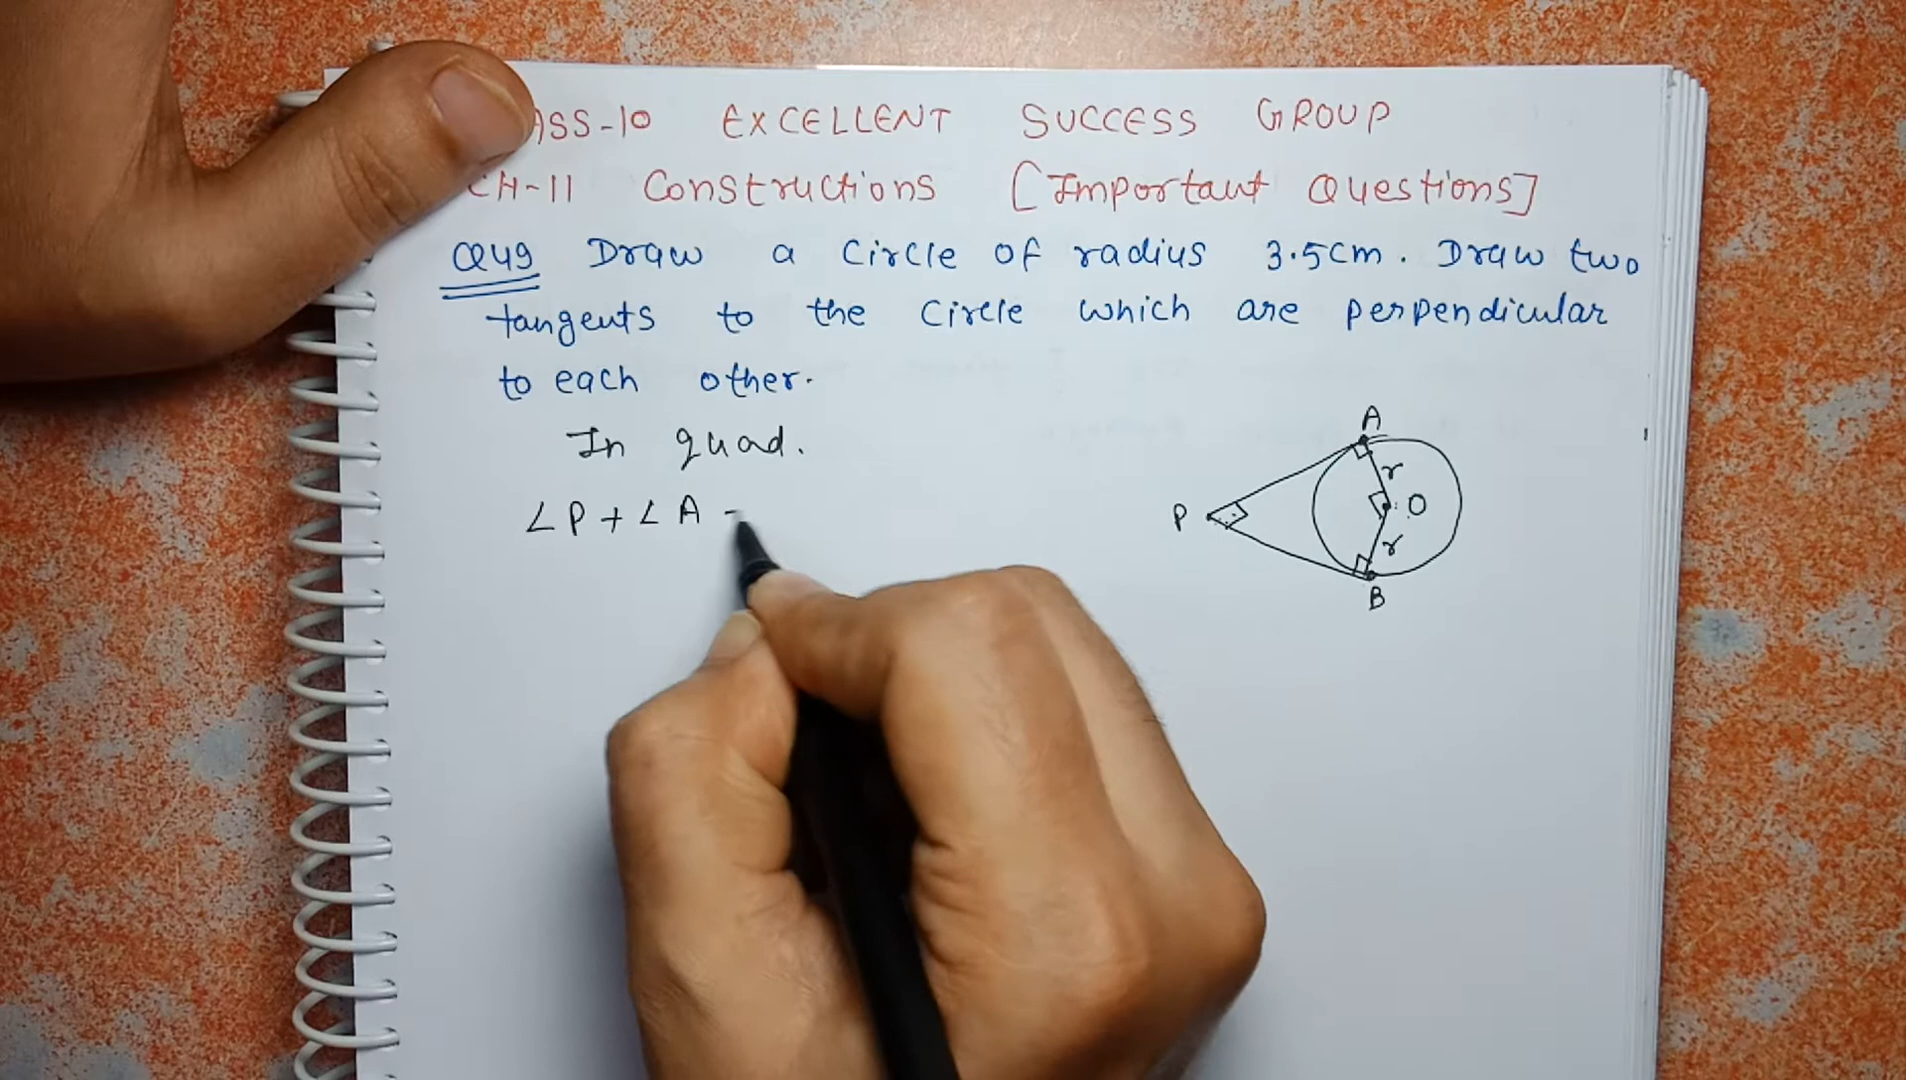 ASS-10 EXCELLENT SUCCESS GROUP
CH-11 Constructions [Important Questions]
Q49 Draw a Circle of radius 3.5cm. Draw two
tangents to the Circle which are perpendicular
to each other.
In quad.
∠P+∠A
A
r
P
O
r
B